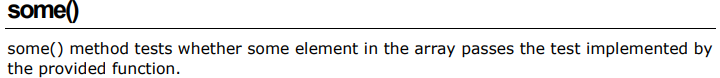 some()
some() method tests whether some element in the array passes the test implemented by
the provided function.